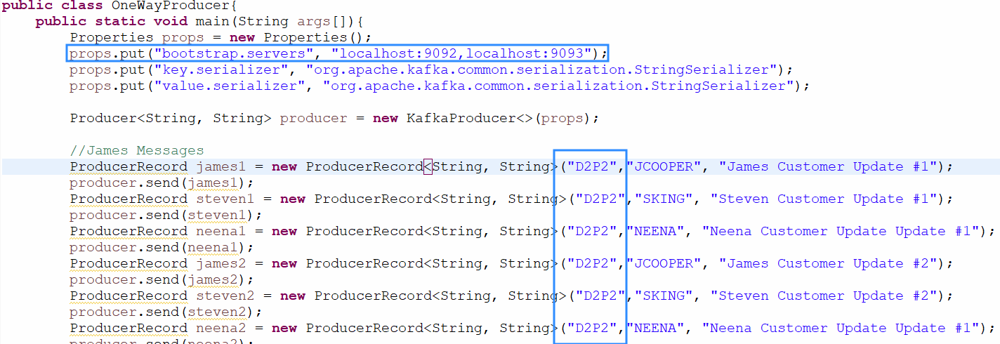 public class OneWayProducer{
public static void main(String args[]){
Properties props = new Properties();
props.put("bootstrap.servers", "localhost:9092,localhost:9093");
props.put("key.serializer", "org.apache.kafka.common.serialization.StringSerializer");
props.put("value.serializer", "org.apache.kafka.common.serialization.StringSerializer");
Producer<String, String> producer = new KafkaProducer<>(props);
//James Messages
ProducerRecord james1 = new ProducerRecord<String, String>("D2P2","JCOOPER", "James Customer Update #1");
producer.send(james1);
ProducerRecord steven1 = new ProducerRecord<String, String>("D2P2","SKING", "Steven Customer Update #1");
producer.send(steven1);
ProducerRecord neena1 = new ProducerRecord<String, String>("D2P2","NEENA", "Neena Customer Update Update #1");
producer.send(neena1);
ProducerRecord james2 = new ProducerRecord<String, String>("D2P2","JCOOPER", "James Customer Update #2");
producer.send(james2);
ProducerRecord steven2 = new ProducerRecord<String, String>("D2P2","SKING", "Steven Customer Update #2");
producer.send(steven2);
ProducerRecord neena2 = new ProducerRecord<String, String>("D2P2","NEENA", "Neena Customer Update Update #1");
producer.send(neena2);